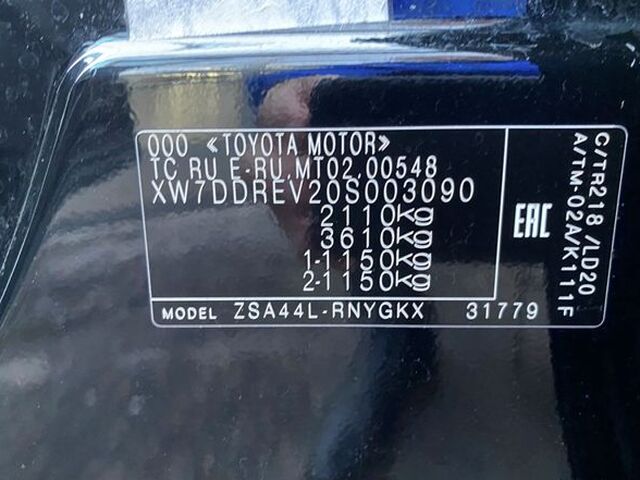 ООО «TOYOTA MOTOR»
TC RU E-RU.MT02.00548
XW7DDREV20S003090
2110Kg
3610Kg
1-1150Kg
2-1150Kg
MODEL ZSA44L-RNYGKX 31779
EAC
C/TR218 /LD20
A/TM-02A/K111F